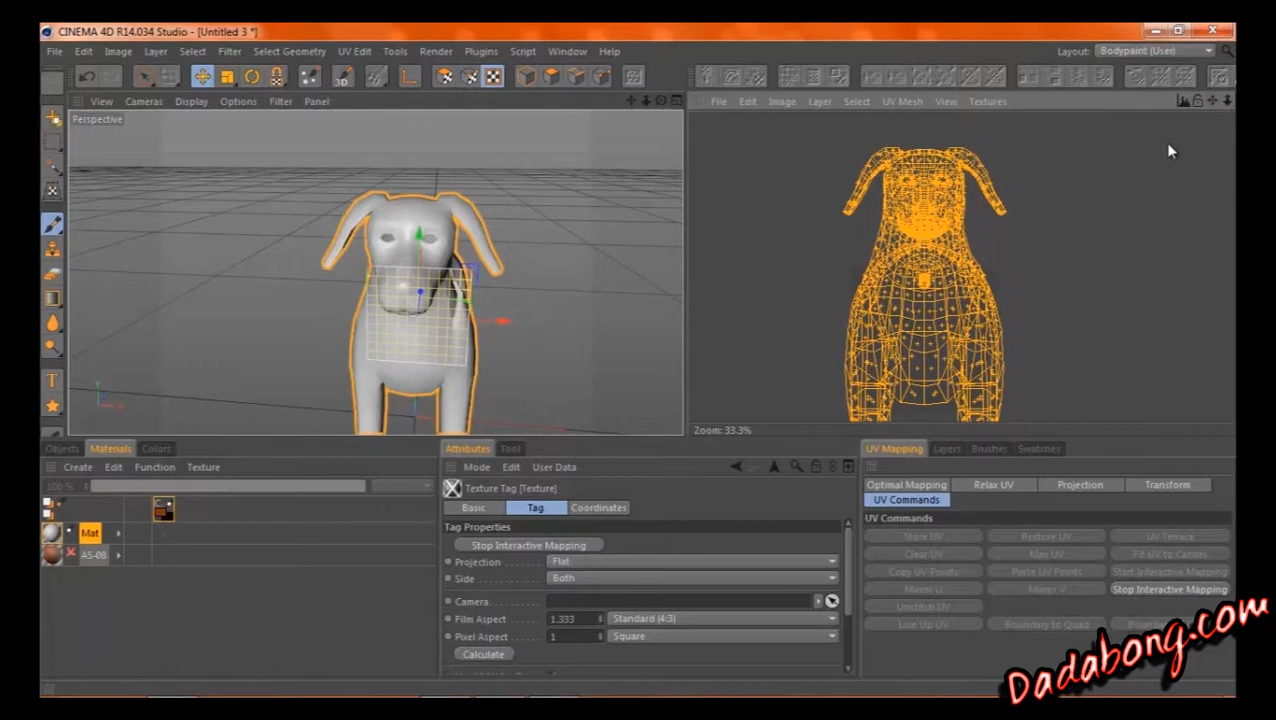 CINEMA 4D R14.034 Studio - [Untitled 3 *]
File Edit Image Layer Select Filter Select Geometry UV Edit Tools Render Plugins Script Window Help Layout: Bodypaint (User)
View Cameras Display Options Filter Panel
File Edit Image Layer Select UV Mesh View Textures
Perspective
Zoom: 33.3%
Objects Materials Colors
Create Edit Function Texture
100 %
Mat
AS-08
Attributes Tool
Mode Edit User Data
Texture Tag [Texture]
Basic Tag Coordinates
Tag Properties
Stop Interactive Mapping
Projection Flat
Side Both
Camera
Film Aspect 1.333 Standard (4:3)
Pixel Aspect 1 Square
Calculate
UV Mapping Layers Brushes Swatches
Optimal Mapping Relax UV Projection Transform
UV Commands
UV Commands
Store UV Restore UV UV Terrace
Clear UV Max UV Fit UV to Canvas
Copy UV Points Paste UV Points Start Interactive Mapping
Mirror U Mirror V Stop Interactive Mapping
Unstitch UV
Line Up UV Boundary to Quad
Dadabong.com